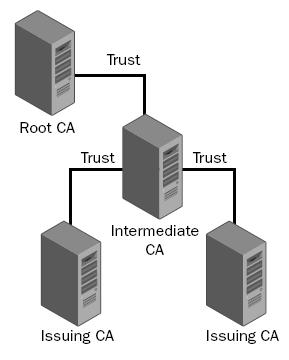 Trust
Root CA
Trust
Trust
Intermediate
CA
Issuing CA
Issuing CA